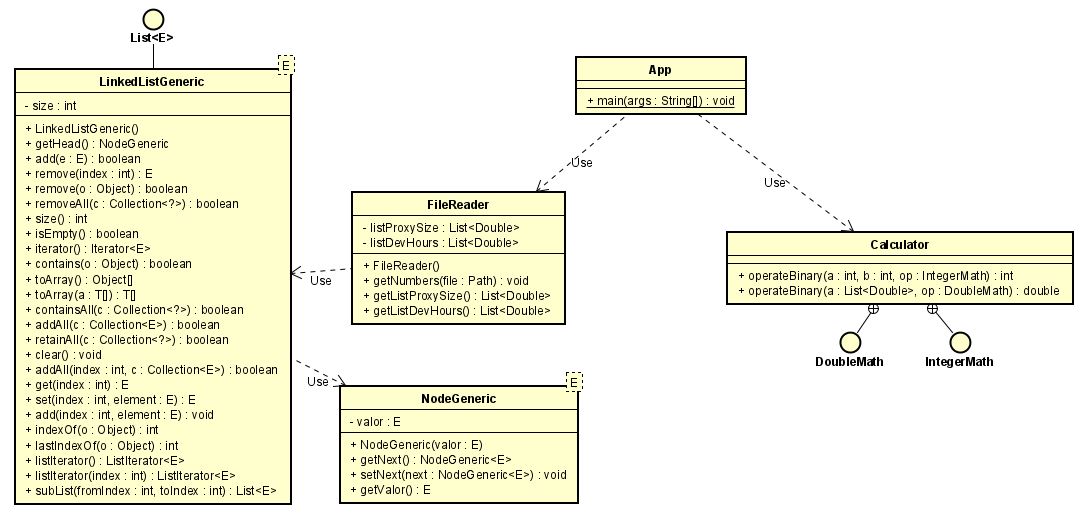 List<E>
E
LinkedListGeneric
- size : int
+ LinkedListGeneric()
+ getHead() : NodeGeneric
+ add(e : E) : boolean
+ remove(index : int) : E
+ remove(o : Object) : boolean
+ removeAll(c : Collection<?>) : boolean
+ size() : int
+ isEmpty() : boolean
+ iterator() : Iterator<E>
+ contains(o : Object) : boolean
+ toArray() : Object[]
+ toArray(a : T[]) : T[]
+ containsAll(c : Collection<?>) : boolean
+ addAll(c : Collection<E>) : boolean
+ retainAll(c : Collection<?>) : boolean
+ clear() : void
+ addAll(index : int, c : Collection<E>) : boolean
+ get(index : int) : E
+ set(index : int, element : E) : E
+ add(index : int, element : E) : void
+ indexOf(o : Object) : int
+ lastIndexOf(o : Object) : int
+ listIterator() : ListIterator<E>
+ listIterator(index : int) : ListIterator<E>
+ subList(fromIndex : int, toIndex : int) : List<E>
App
+ main(args : String[]) : void
Use
Use
FileReader
- listProxySize : List<Double>
- listDevHours : List<Double>
+ FileReader()
+ getNumbers(file : Path) : void
+ getListProxySize() : List<Double>
+ getListDevHours() : List<Double>
Use
Calculator
+ operateBinary(a : int, b : int, op : IntegerMath) : int
+ operateBinary(a : List<Double>, op : DoubleMath) : double
DoubleMath
IntegerMath
Use
E
NodeGeneric
- valor : E
+ NodeGeneric(valor : E)
+ getNext() : NodeGeneric<E>
+ setNext(next : NodeGeneric<E>) : void
+ getValor() : E